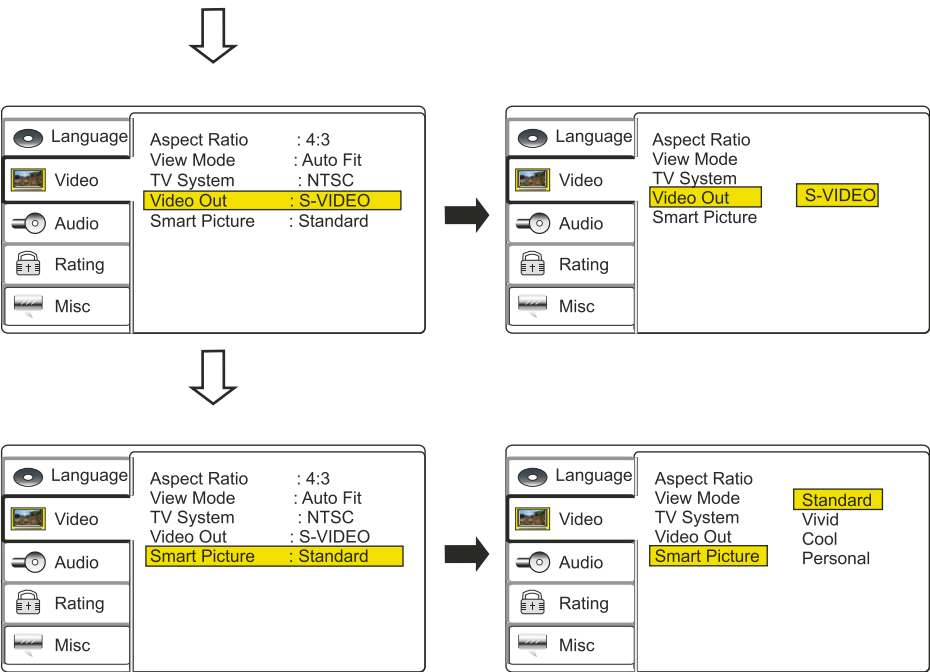 Language
Video
Audio
Rating
Misc
Aspect Ratio : 4:3
View Mode : Auto Fit
TV System : NTSC
Video Out : S-VIDEO
Smart Picture : Standard
Language
Video
Audio
Rating
Misc
Aspect Ratio
View Mode
TV System
Video Out
Smart Picture
S-VIDEO
Language
Video
Audio
Rating
Misc
Aspect Ratio : 4:3
View Mode : Auto Fit
TV System : NTSC
Video Out : S-VIDEO
Smart Picture : Standard
Language
Video
Audio
Rating
Misc
Aspect Ratio
View Mode
TV System
Video Out
Smart Picture
Standard
Vivid
Cool
Personal